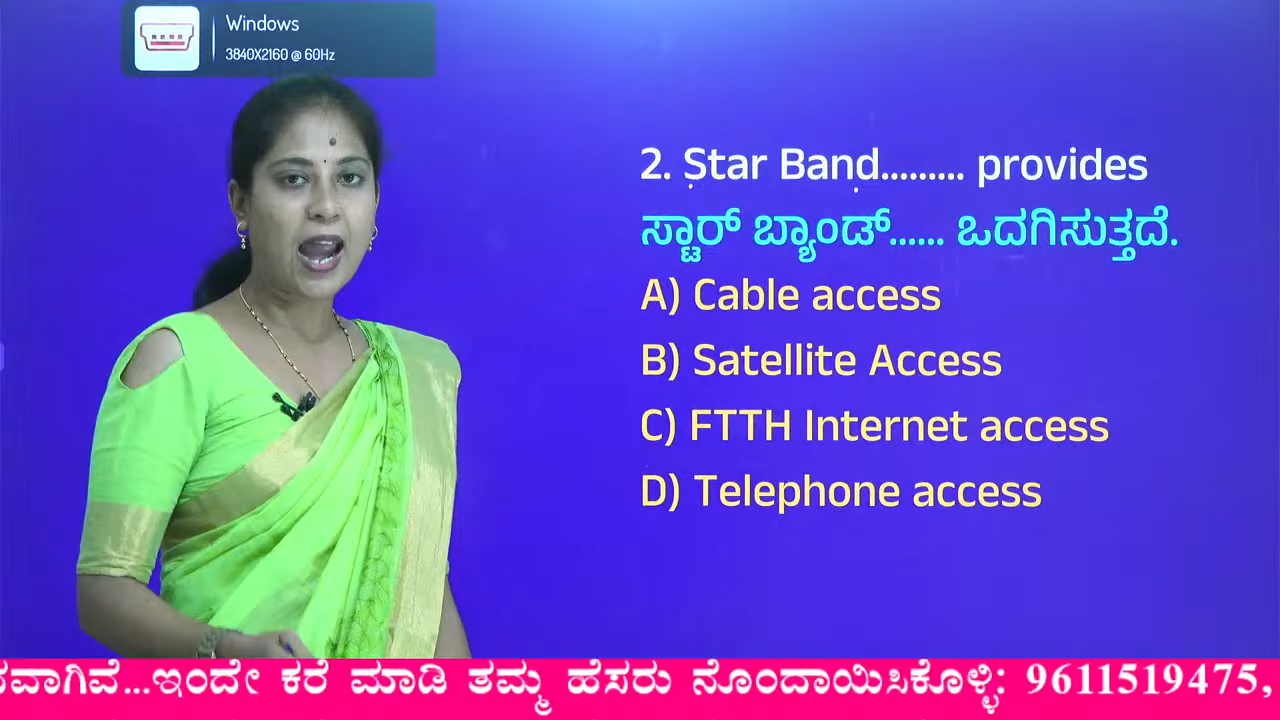 Windows
3840X2160 @ 60Hz
2. Star Band......... provides
ಸ್ಟಾರ್ ಬ್ಯಾಂಡ್...... ಒದಗಿಸುತ್ತದೆ.
A) Cable access
B) Satellite Access
C) FTTH Internet access
D) Telephone access
ವಾಗಿವೆ...ಇಂದೇ ಕರೆ ಮಾಡಿ ತಮ್ಮ ಹೆಸರು ನೊಂದಾಯಿಸಿಕೊಳ್ಳಿ: 9611519475,